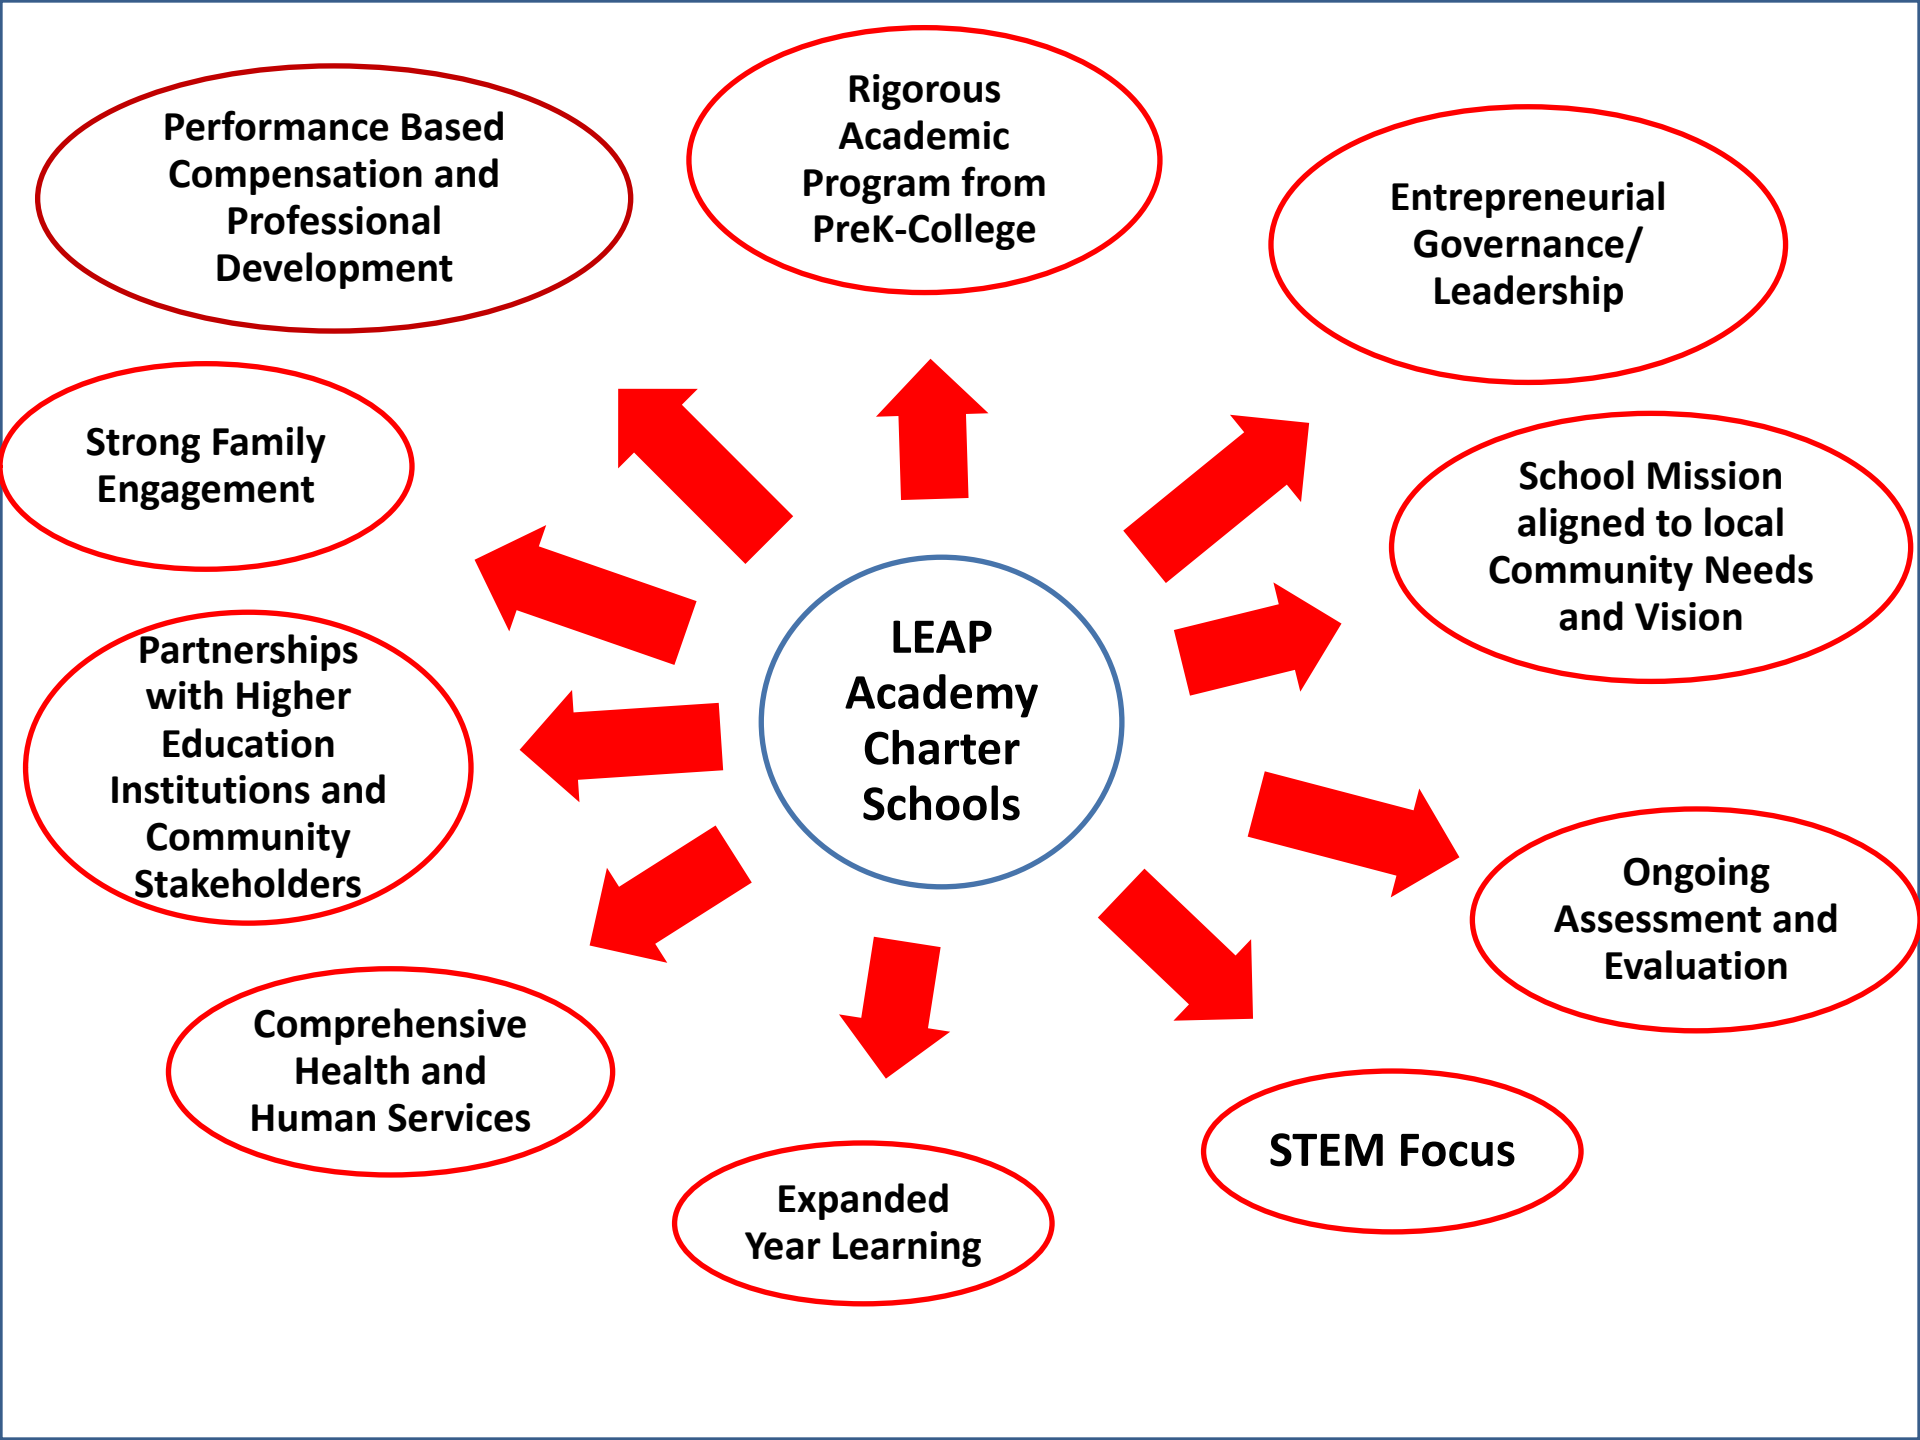 Performance Based
Compensation and
Professional
Development
Rigorous
Academic
Program from
PreK-College
Entrepreneurial
Governance/
Leadership
Strong Family
Engagement
School Mission
aligned to local
Community Needs
and Vision
LEAP
Academy
Charter
Schools
Partnerships
with Higher
Education
Institutions and
Community
Stakeholders
Ongoing
Assessment and
Evaluation
Comprehensive
Health and
Human Services
STEM Focus
Expanded
Year Learning